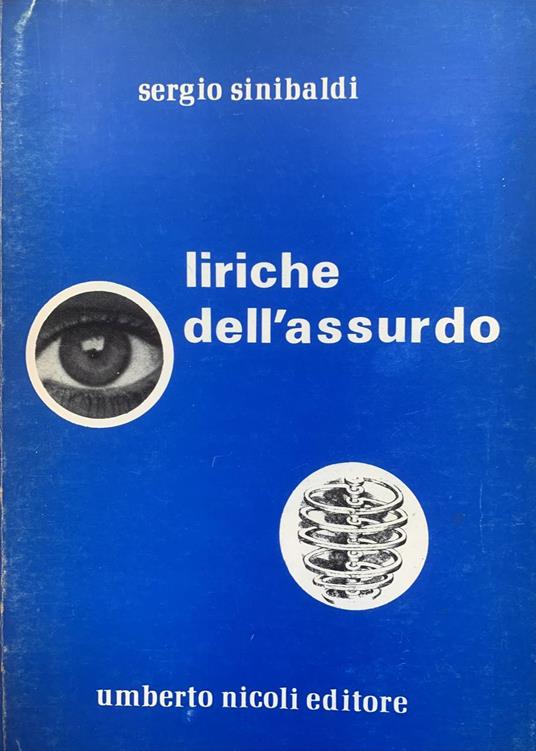 sergio sinibaldi
liriche
dell'assurdo
umberto nicoli editore